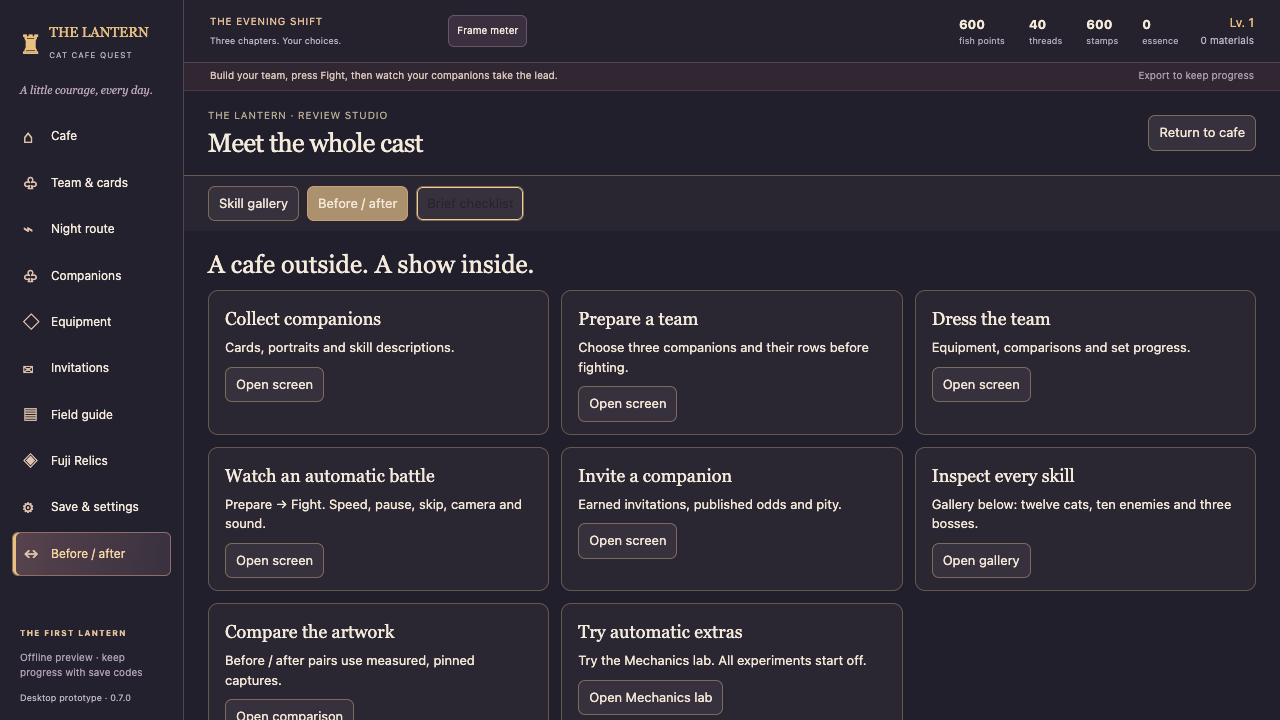 THE LANTERN
CAT CAFE QUEST
A little courage, every day.
Cafe
Team & cards
Night route
Companions
Equipment
Invitations
Field guide
Fuji Relics
Save & settings
Before / after
THE FIRST LANTERN
Offline preview · keep
progress with save codes
Desktop prototype · 0.7.0
THE EVENING SHIFT
Three chapters. Your choices.
Frame meter
600
fish points
40
threads
600
stamps
0
essence
Lv. 1
0 materials
Build your team, press Fight, then watch your companions take the lead.
Export to keep progress
THE LANTERN · REVIEW STUDIO
Meet the whole cast
Return to cafe
Skill gallery
Before / after
Brief checklist
A cafe outside. A show inside.
Collect companions
Cards, portraits and skill descriptions.
Open screen
Prepare a team
Choose three companions and their rows before
fighting.
Open screen
Dress the team
Equipment, comparisons and set progress.
Open screen
Watch an automatic battle
Prepare → Fight. Speed, pause, skip, camera and
sound.
Open screen
Invite a companion
Earned invitations, published odds and pity.
Open screen
Inspect every skill
Gallery below: twelve cats, ten enemies and three
bosses.
Open gallery
Compare the artwork
Before / after pairs use measured, pinned
captures.
Open comparison
Try automatic extras
Try the Mechanics lab. All experiments start off.
Open Mechanics lab